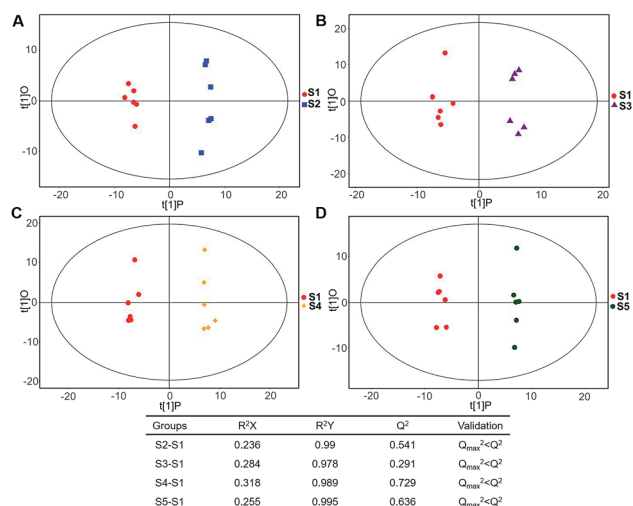 A
10
0
-10
-20
-10
0
10
20
t[1]O
t[1]P
S1
S2
B
20
10
0
-10
-20
-20
-10
0
10
20
t[1]O
t[1]P
S1
S3
C
20
10
0
-10
-20
-20
-10
0
10
20
t[1]O
t[1]P
S1
S4
D
10
0
-10
-20
-10
0
10
20
t[1]O
t[1]P
S1
S5
Groups R²X R²Y Q² Validation
S2-S1 0.236 0.99 0.541 Qmax²<Q²
S3-S1 0.284 0.978 0.291 Qmax²<Q²
S4-S1 0.318 0.989 0.729 Qmax²<Q²
S5-S1 0.255 0.995 0.636 Qmax²<Q²